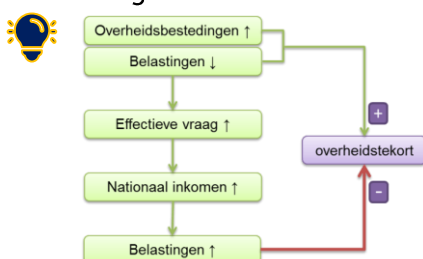 Overheidsbestedingen ↑
Belastingen ↓
Effectieve vraag ↑
+
overheidstekort
Nationaal inkomen ↑
-
Belastingen ↑